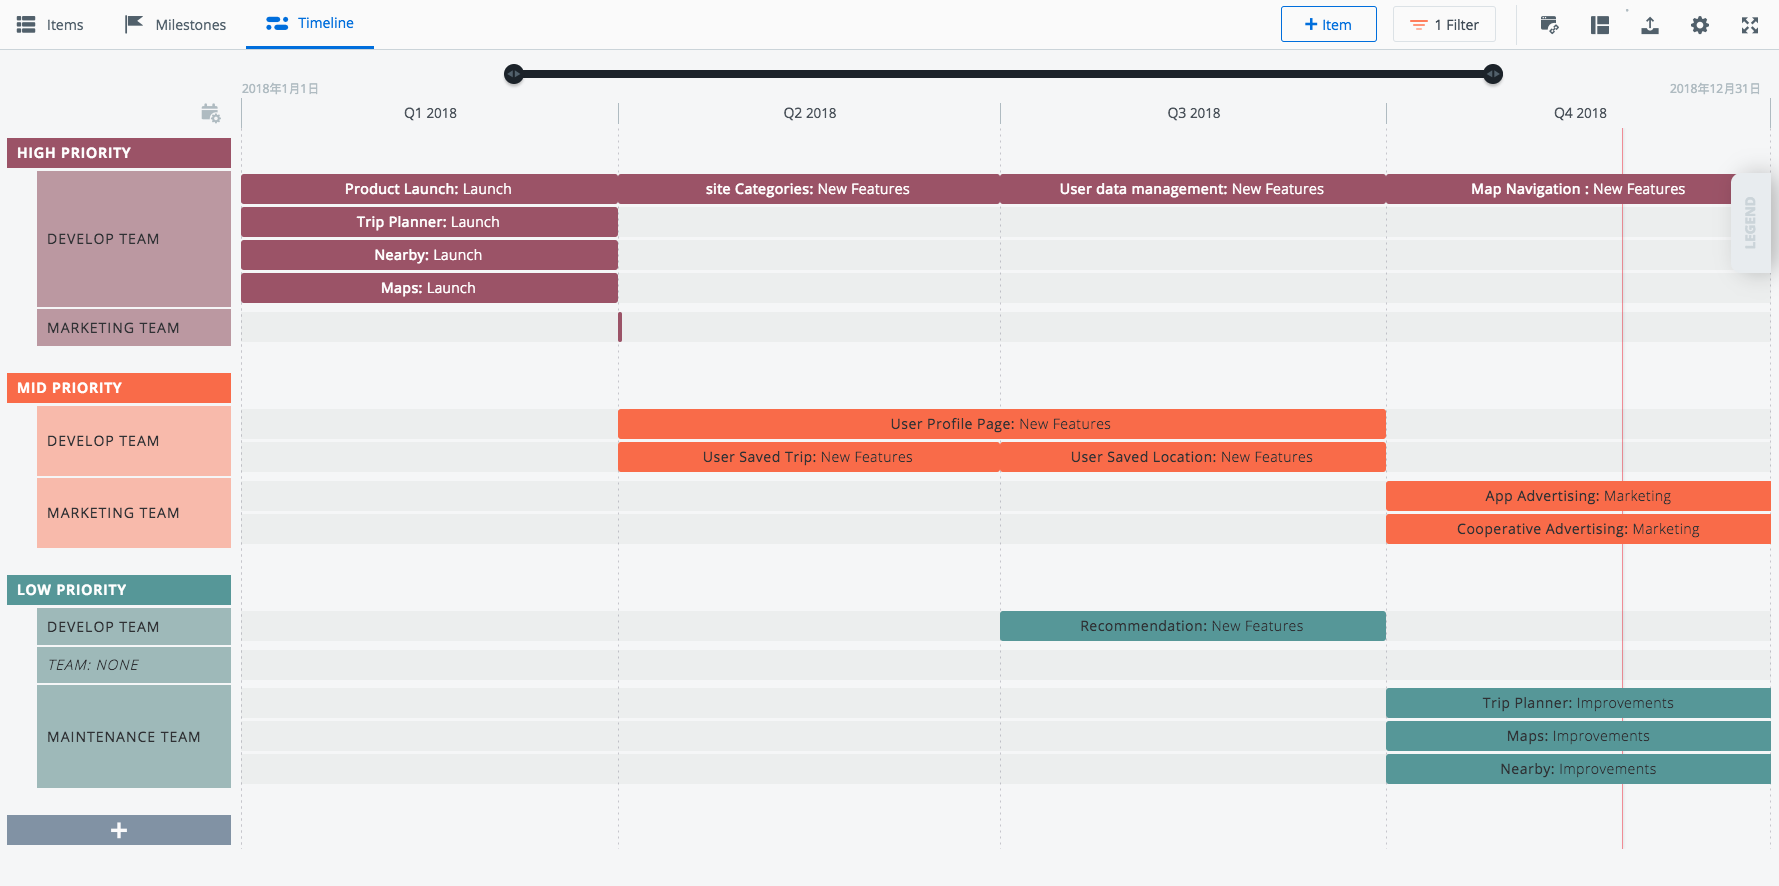 Items
Milestones
Timeline
+ Item
1 Filter
2018年1月1日
2018年12月31日
Q1 2018
Q2 2018
Q3 2018
Q4 2018
HIGH PRIORITY
DEVELOP TEAM
Product Launch: Launch
site Categories: New Features
User data management: New Features
Map Navigation : New Features
Trip Planner: Launch
Nearby: Launch
Maps: Launch
LEGEND
MARKETING TEAM
MID PRIORITY
DEVELOP TEAM
User Profile Page: New Features
User Saved Trip: New Features
User Saved Location: New Features
MARKETING TEAM
App Advertising: Marketing
Cooperative Advertising: Marketing
LOW PRIORITY
DEVELOP TEAM
Recommendation: New Features
TEAM: NONE
MAINTENANCE TEAM
Trip Planner: Improvements
Maps: Improvements
Nearby: Improvements
+